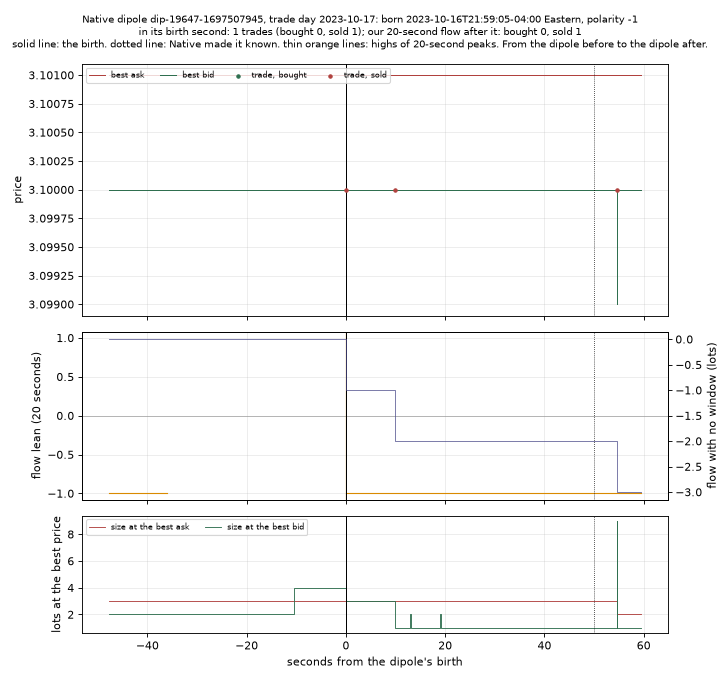 Native dipole dip-19647-1697507945, trade day 2023-10-17: born 2023-10-16T21:59:05-04:00 Eastern, polarity -1
in its birth second: 1 trades (bought 0, sold 1); our 20-second flow after it: bought 0, sold 1
solid line: the birth. dotted line: Native made it known. thin orange lines: highs of 20-second peaks. From the dipole before to the dipole after.
best ask
best bid
trade, bought
trade, sold
3.10100
3.10075
3.10050
3.10025
3.10000
3.09975
3.09950
3.09925
3.09900
price
1.0
0.5
0.0
−0.5
−1.0
flow lean (20 seconds)
0.0
−0.5
−1.0
−1.5
−2.0
−2.5
−3.0
flow with no window (lots)
size at the best ask
size at the best bid
8
6
4
2
lots at the best price
−40
−20
0
20
40
60
seconds from the dipole's birth